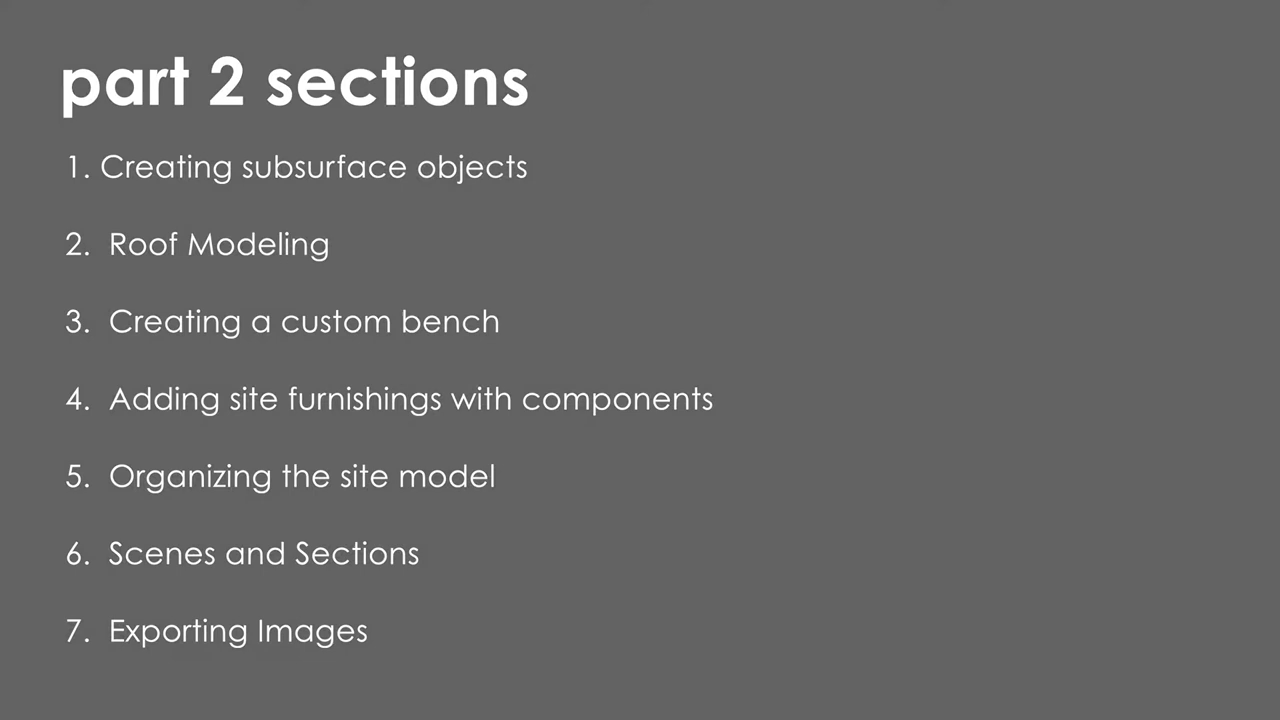 part 2 sections
1. Creating subsurface objects
2. Roof Modeling
3. Creating a custom bench
4. Adding site furnishings with components
5. Organizing the site model
6. Scenes and Sections
7. Exporting Images